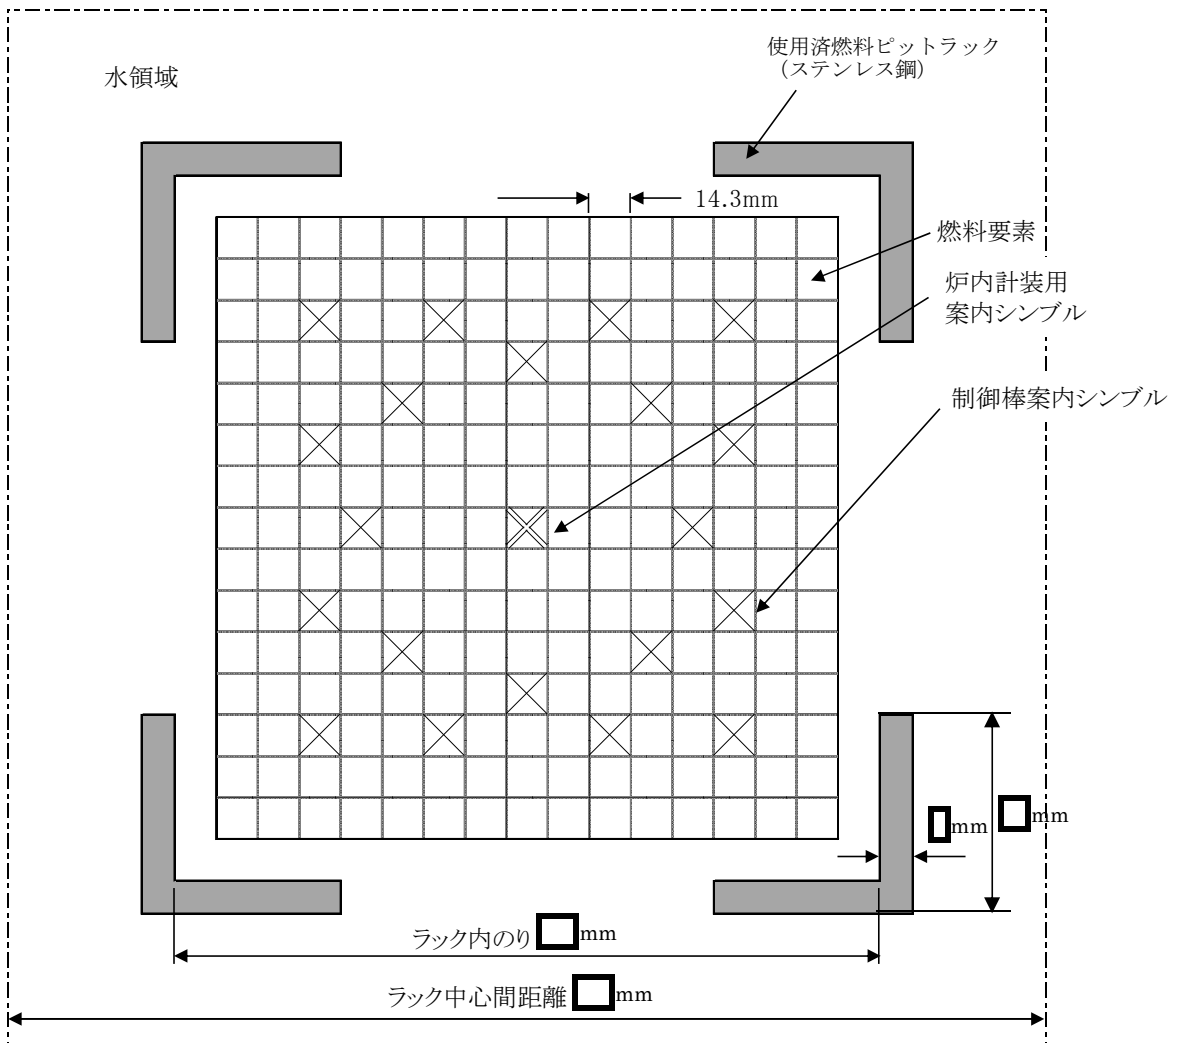 使用済燃料ピットラック
（ステンレス鋼）
水領域
14.3mm
燃料要素
炉内計装用
案内シンブル
制御棒案内シンブル
mm
mm
ラック内のり mm
ラック中心間距離 mm